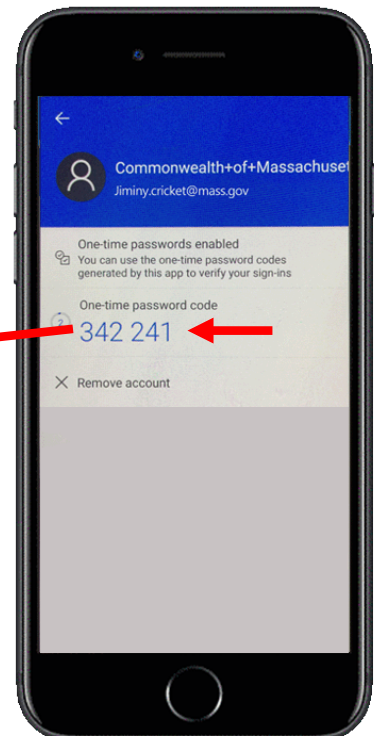 Commonwealth+of+Massachuset
Jiminy.cricket@mass.gov
One-time passwords enabled
You can use the one-time password codes
generated by this app to verify your sign-ins
One-time password code
342 241
Remove account